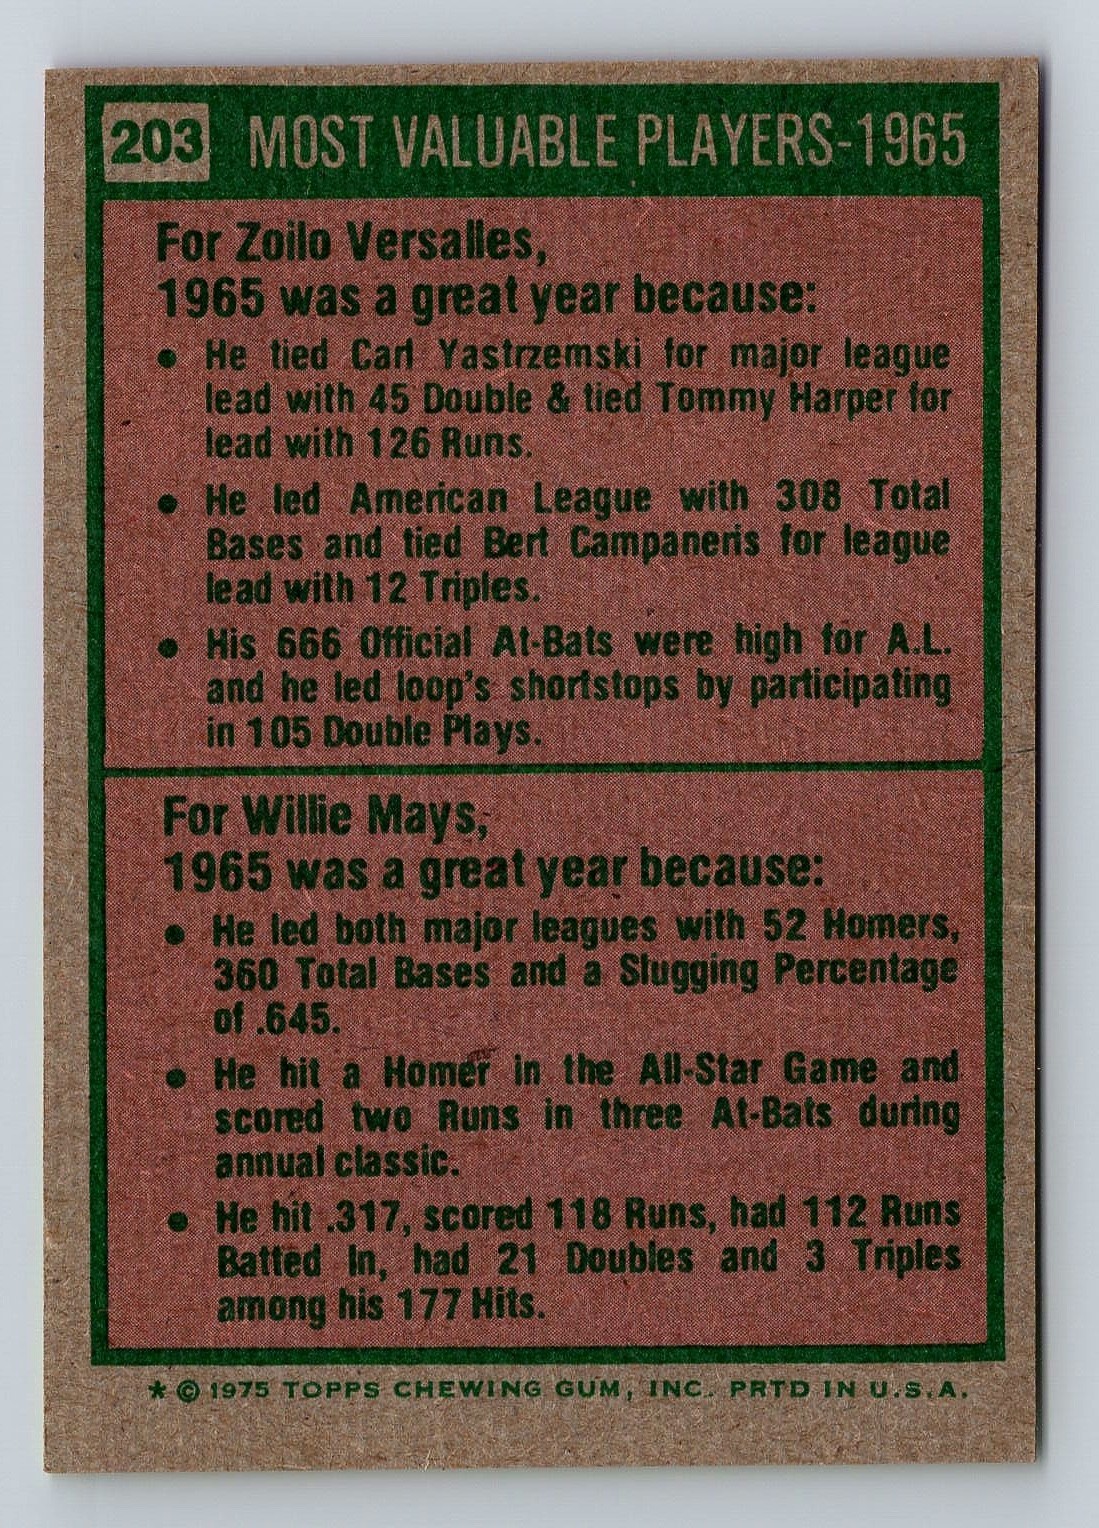 203 MOST VALUABLE PLAYERS-1965
For Zoilo Versalles,
1965 was a great year because:
• He tied Carl Yastrzemski for major league
lead with 45 Double & tied Tommy Harper for
lead with 126 Runs.
• He led American League with 308 Total
Bases and tied Bert Campaneris for league
lead with 12 Triples.
• His 666 Official At-Bats were high for A.L.
and he led loop's shortstops by participating
in 105 Double Plays.
For Willie Mays,
1965 was a great year because:
• He led both major leagues with 52 Homers,
360 Total Bases and a Slugging Percentage
of .645.
• He hit a Homer in the All-Star Game and
scored two Runs in three At-Bats during
annual classic.
• He hit .317, scored 118 Runs, had 112 Runs
Batted In, had 21 Doubles and 3 Triples
among his 177 Hits.
* © 1975 TOPPS CHEWING GUM, INC. PRTD IN U.S.A.